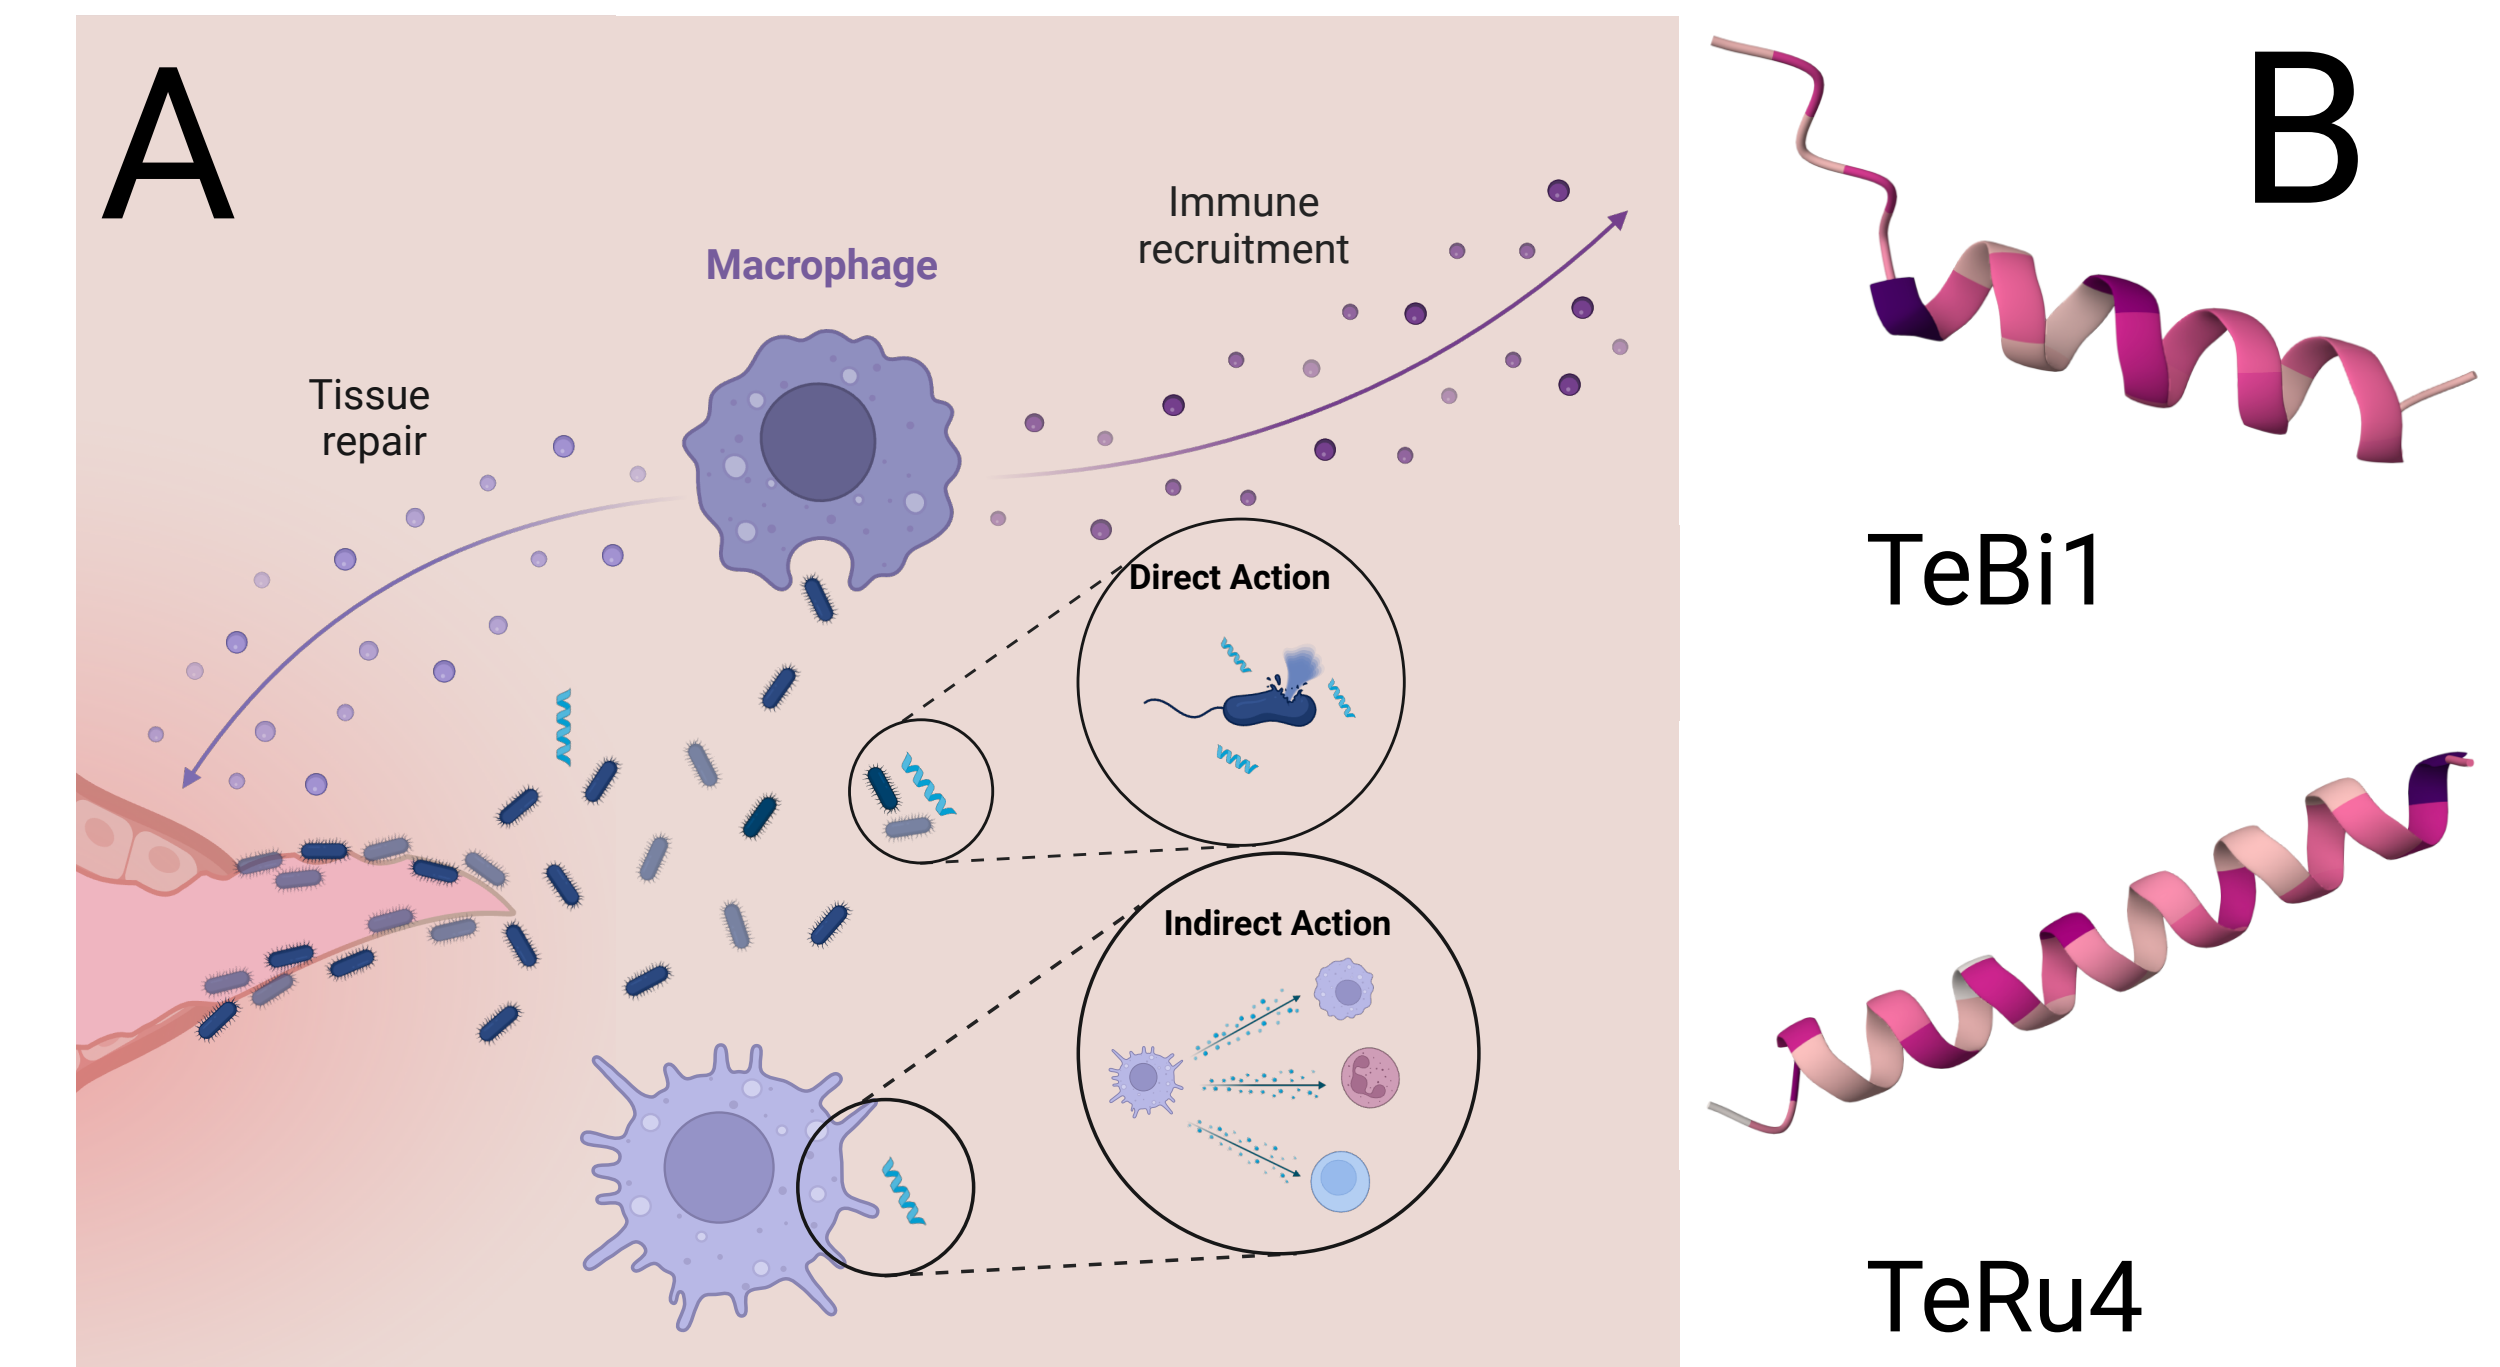 A
Macrophage
Immune
recruitment
Tissue
repair
Direct Action
Indirect Action
B
TeBi1
TeRu4